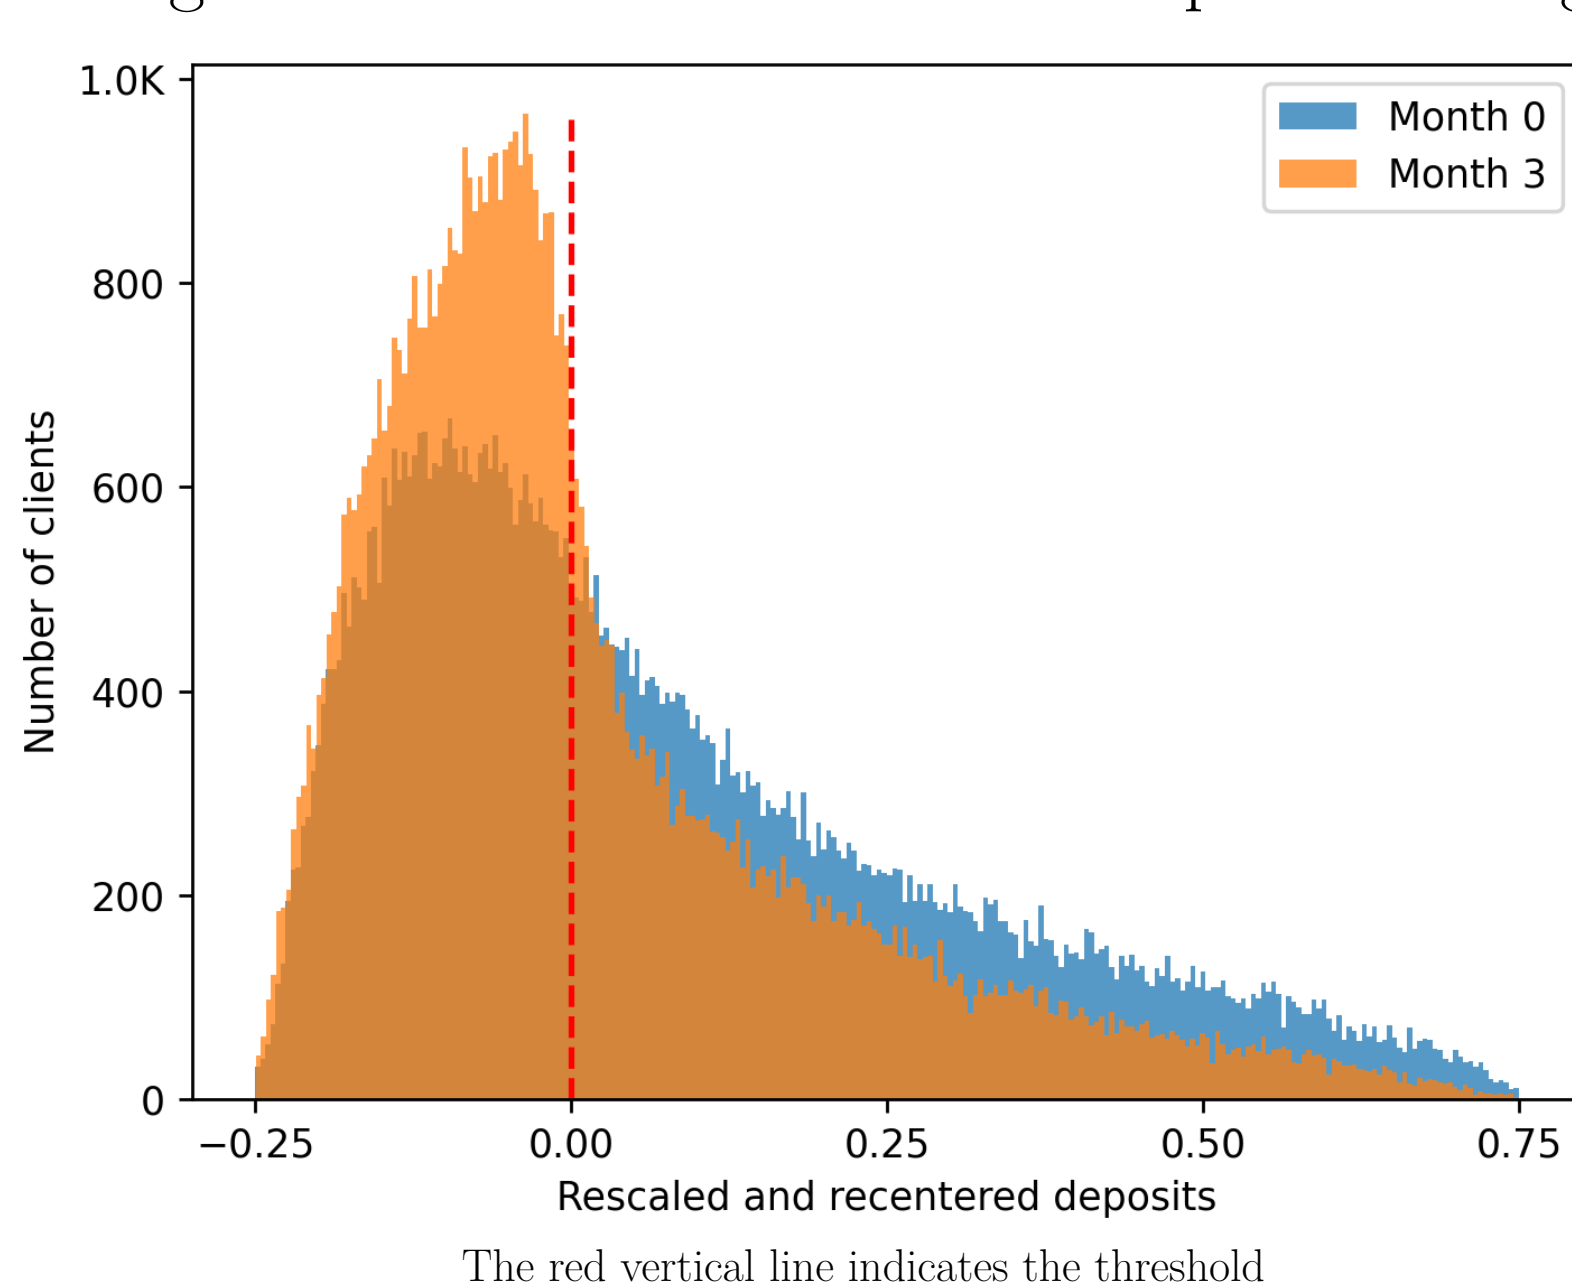 1.0K
800
600
400
200
0
Number of clients
Month 0
Month 3
−0.25
0.00
0.25
0.50
0.75
Rescaled and recentered deposits
The red vertical line indicates the threshold